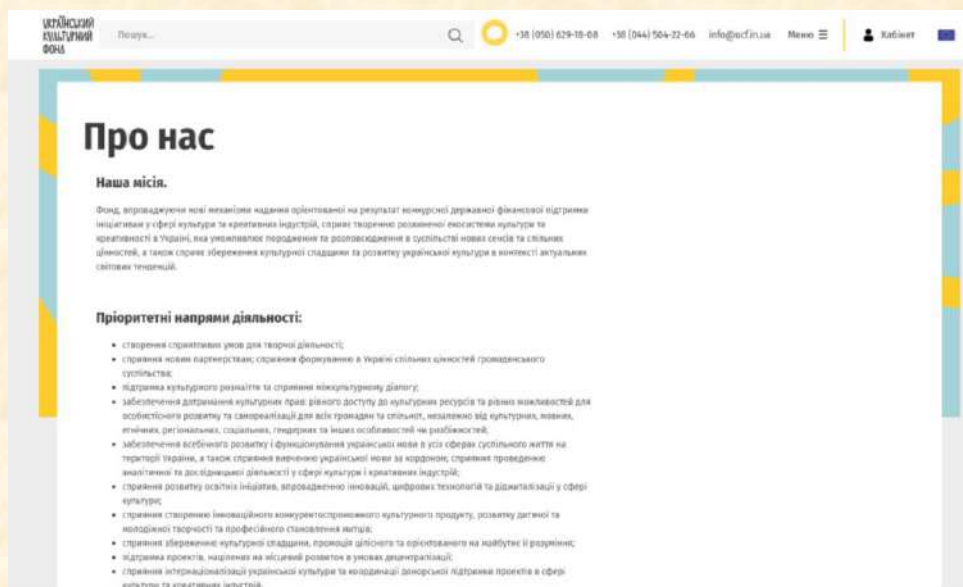 УКРАЇНСЬКИЙ
КУЛЬТУРНИЙ
ФОНД
Пошук...
+38 (050) 629-18-08 +38 (044) 504-22-66 info@ucf.in.ua Меню Кабінет
Про нас
Наша місія.
Фонд, впроваджуючи нові механізми надання орієнтованої на результат конкурсної державної фінансової підтримки
ініціативам у сфері культури та креативних індустрій, сприяє творенню розвиненої екосистеми культури та
креативності в Україні, яка уможливлює породження та розповсюдження в суспільстві нових сенсів та спільних
цінностей, а також сприяє збереженню культурної спадщини та розвитку української культури в контексті актуальних
світових тенденцій.
Пріоритетні напрями діяльності:
• створення сприятливих умов для творчої діяльності;
• сприяння новим партнерствам; сприяння формуванню в Україні спільних цінностей громадянського
суспільства;
• підтримка культурного розмаїття та сприяння міжкультурному діалогу;
• забезпечення дотримання культурних прав: рівного доступу до культурних ресурсів та рівних можливостей для
особистісного розвитку та самореалізації для всіх громадян та спільнот, незалежно від культурних, мовних,
етнічних, регіональних, соціальних, гендерних та інших особливостей чи розбіжностей;
• забезпечення всебічного розвитку і функціонування української мови в усіх сферах суспільного життя на
території України, а також сприяння вивченню української мови за кордоном; сприяння проведенню
аналітичної та дослідницької діяльності у сфері культури і креативних індустрій;
• сприяння розвитку освітніх ініціатив, впровадженню інновацій, цифрових технологій та діджиталізації у сфері
культури;
• сприяння створенню інноваційного конкурентоспроможного культурного продукту, розвитку дитячої та
молодіжної творчості та професійного становлення митців;
• сприяння збереженню культурної спадщини, промоція цілісного та орієнтованого на майбутнє її розуміння;
• підтримка проектів, націлених на місцевий розвиток в умовах децентралізації;
• сприяння інтернаціоналізації української культури та координації донорської підтримки проектів в сфері
культури та креативних індустрій.